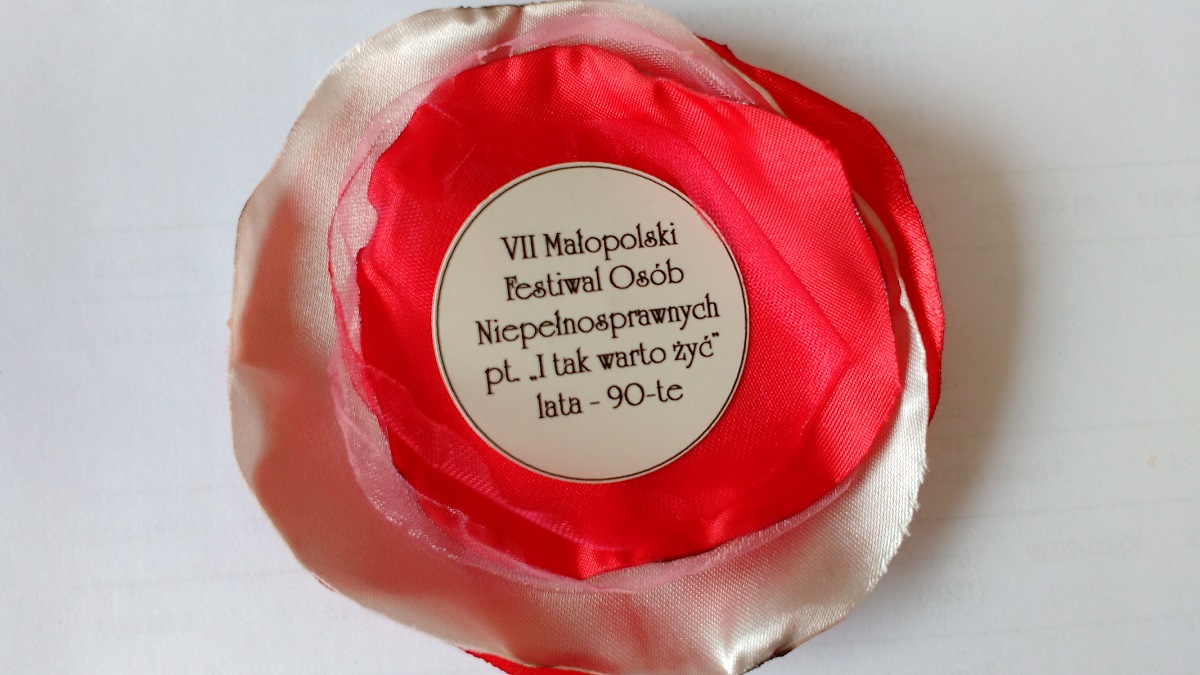 VII Małopolski
Festiwal Osób
Niepełnosprawnych
pt. „I tak warto żyć”
lata - 90-te